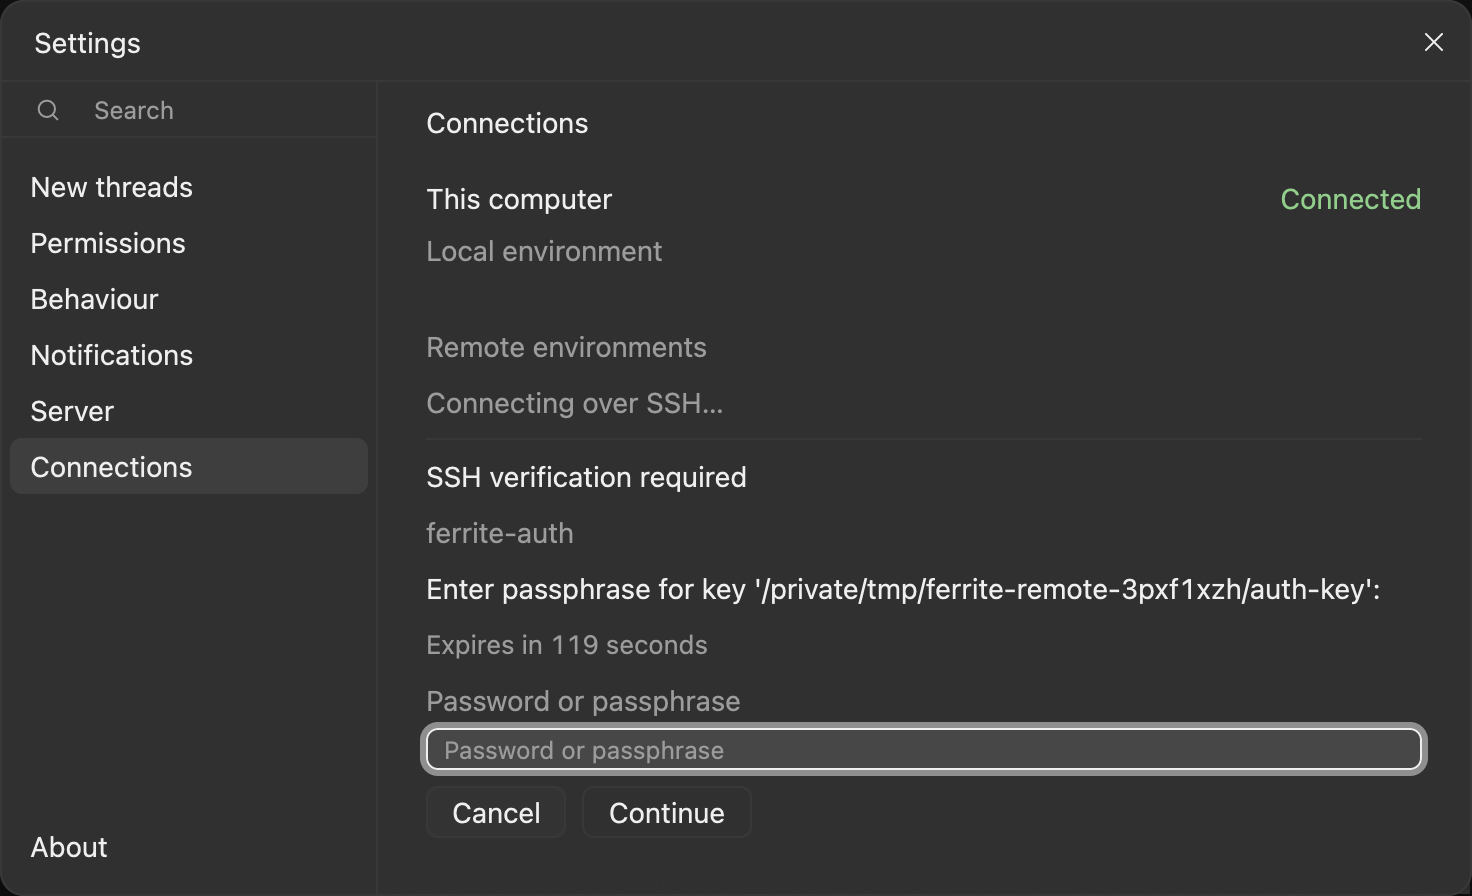 Settings
Search
New threads
Permissions
Behaviour
Notifications
Server
Connections
About
Connections
This computer
Connected
Local environment
Remote environments
Connecting over SSH...
SSH verification required
ferrite-auth
Enter passphrase for key '/private/tmp/ferrite-remote-3pxf1xzh/auth-key':
Expires in 119 seconds
Password or passphrase
Password or passphrase
Cancel
Continue